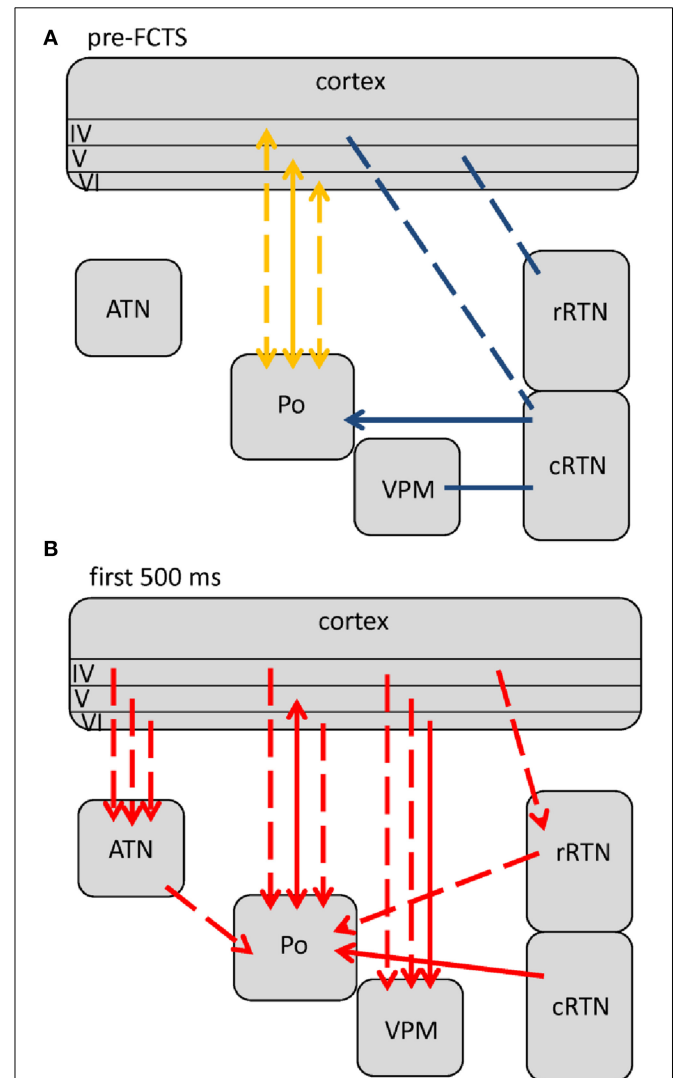 A pre-FCTS
cortex
IV
V
VI
ATN
rRTN
Po
cRTN
VPM
B
first 500 ms
cortex
IV
V
VI
ATN
rRTN
Po
cRTN
VPM